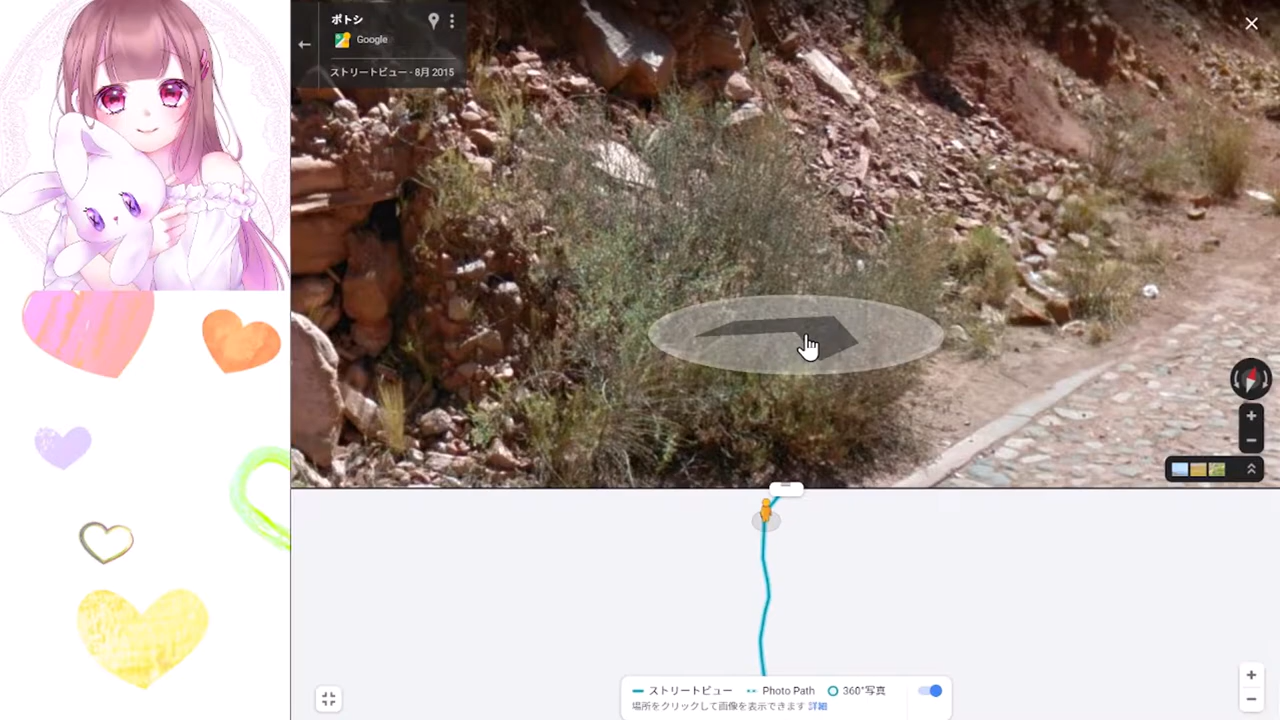 ポトシ
Google
ストリートビュー - 8月 2015
ストリートビュー Photo Path 360°写真
場所をクリックして画像を表示できます 詳細